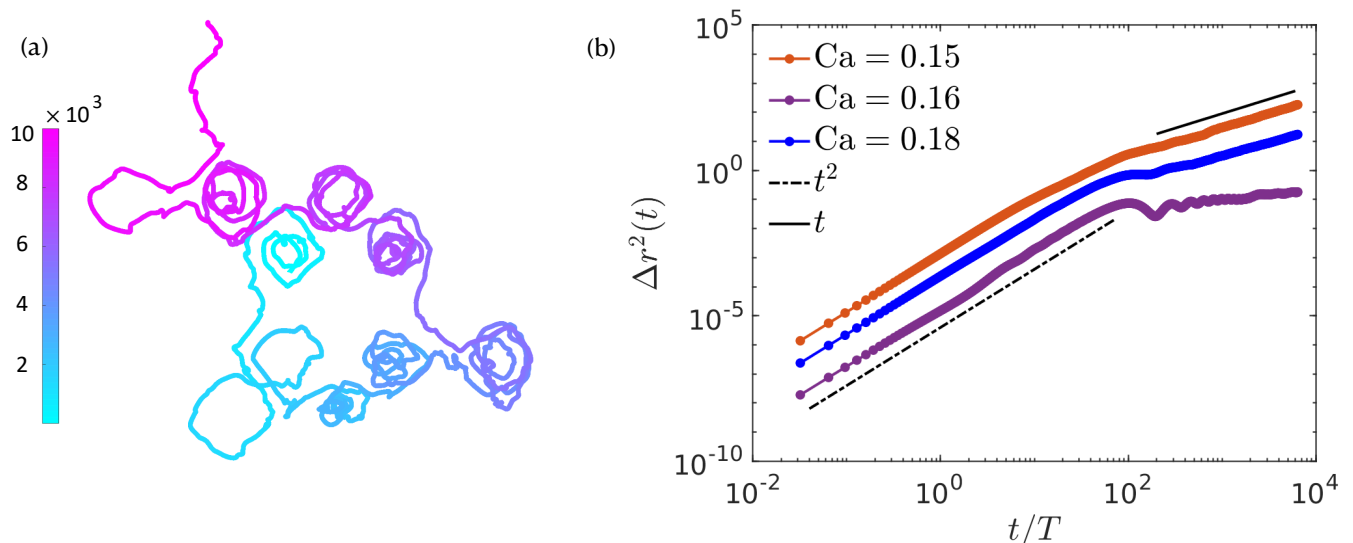 (a)
× 10³
10
8
6
4
2
(b)
Ca = 0.15
Ca = 0.16
Ca = 0.18
t²
t
10⁵
10⁰
10⁻⁵
10⁻¹⁰
Δr²(t)
10⁻² 10⁰ 10² 10⁴
t/T